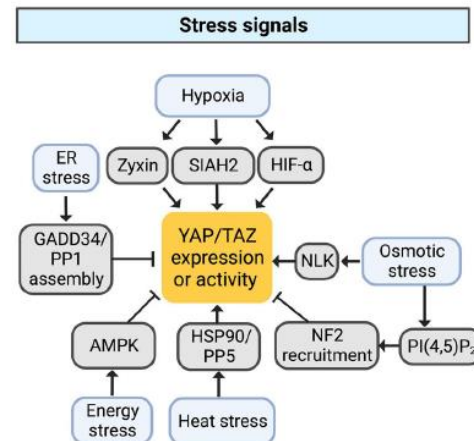 Stress signals
Hypoxia
ER
stress
Zyxin
SIAH2
HIF-α
GADD34/
PP1
assembly
YAP/TAZ
expression
or activity
NLK
Osmotic
stress
AMPK
HSP90/
PP5
NF2
recruitment
PI(4,5)P₂
Energy
stress
Heat stress